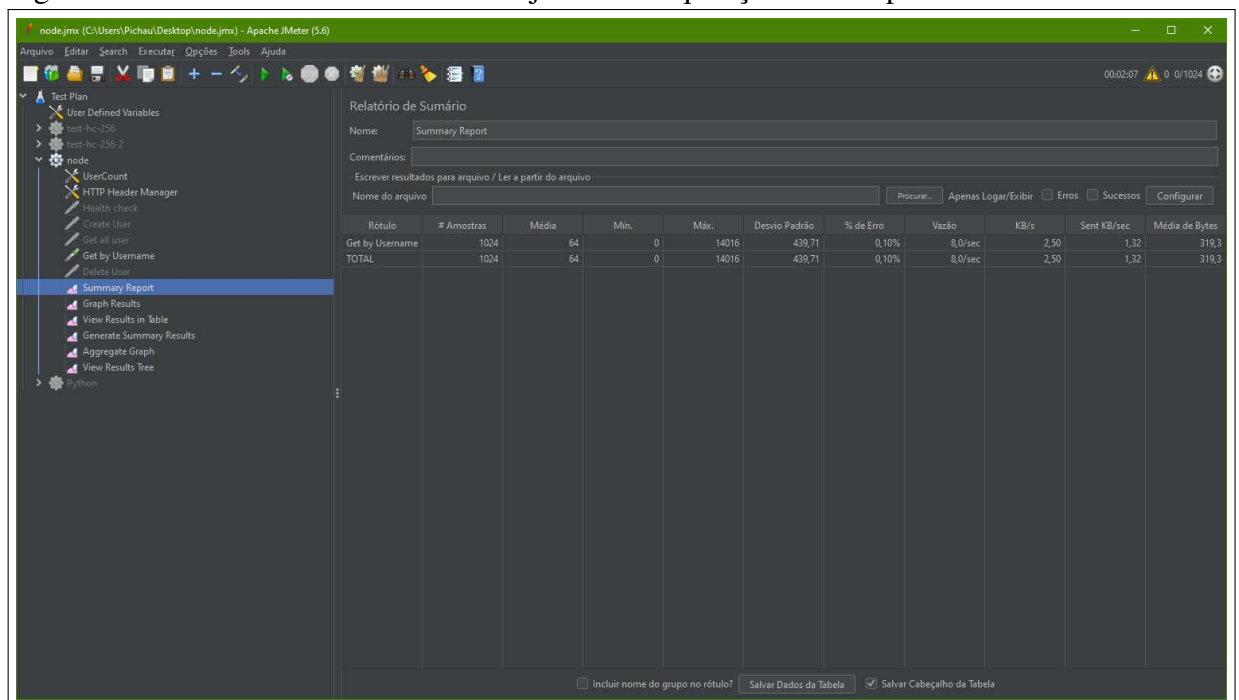 node.jmx (C:\Users\Pichau\Desktop\node.jmx) - Apache JMeter (5.6)
Arquivo Editar Search Executar Opções Tools Ajuda
00:02:07 0 0/1024
Test Plan
User Defined Variables
test-hc-256
test-hc-256-2
node
UserCount
HTTP Header Manager
Health check
Create User
Get all user
Get by Username
Delete User
Summary Report
Graph Results
View Results in Table
Generate Summary Results
Aggregate Graph
View Results Tree
Python
Relatório de Sumário
Nome: Summary Report
Comentários:
Escrever resultados para arquivo / Ler a partir do arquivo
Nome do arquivo Procurar... Apenas Logar/Exibir Erros Sucessos Configurar
Rótulo # Amostras Média Mín. Máx. Desvio Padrão % de Erro Vazão KB/s Sent KB/sec Média de Bytes
Get by Username 1024 64 0 14016 439,71 0,10% 8,0/sec 2,50 1,32 319,3
TOTAL 1024 64 0 14016 439,71 0,10% 8,0/sec 2,50 1,32 319,3
Incluir nome do grupo no rótulo? Salvar Dados da Tabela Salvar Cabeçalho da Tabela